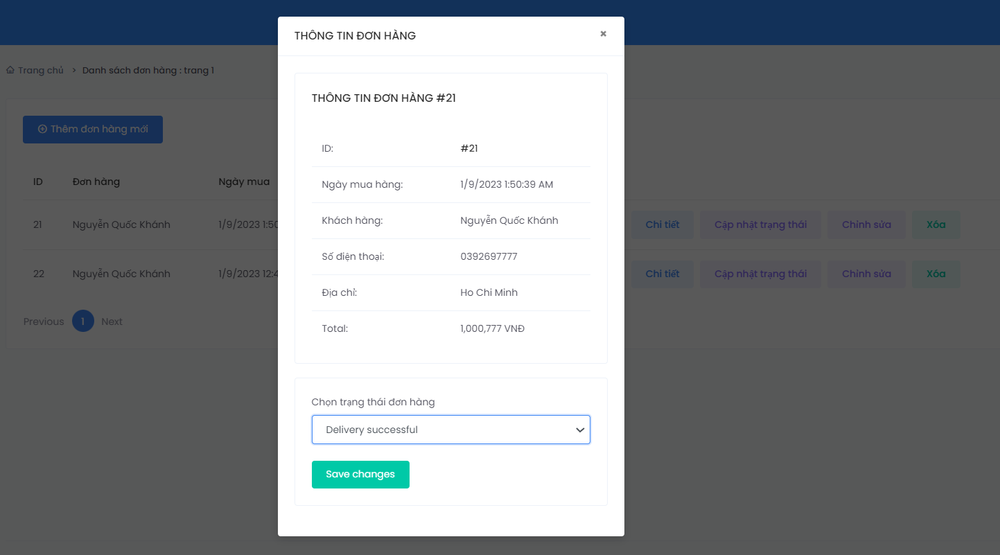 THÔNG TIN ĐƠN HÀNG ×
Trang chủ > Danh sách đơn hàng : trang 1
THÔNG TIN ĐƠN HÀNG #21
Thêm đơn hàng mới
ID: #21
ID Đơn hàng Ngày mua
Ngày mua hàng: 1/9/2023 1:50:39 AM
Khách hàng: Nguyễn Quốc Khánh
21 Nguyễn Quốc Khánh 1/9/2023 1:50 Chi tiết Cập nhật trạng thái Chỉnh sửa Xóa
Số điện thoại: 0392697777
22 Nguyễn Quốc Khánh 1/9/2023 12:4 Chi tiết Cập nhật trạng thái Chỉnh sửa Xóa
Địa chỉ: Ho Chi Minh
Previous 1 Next
Total: 1,000,777 VNĐ
Chọn trạng thái đơn hàng
Delivery successful
Save changes